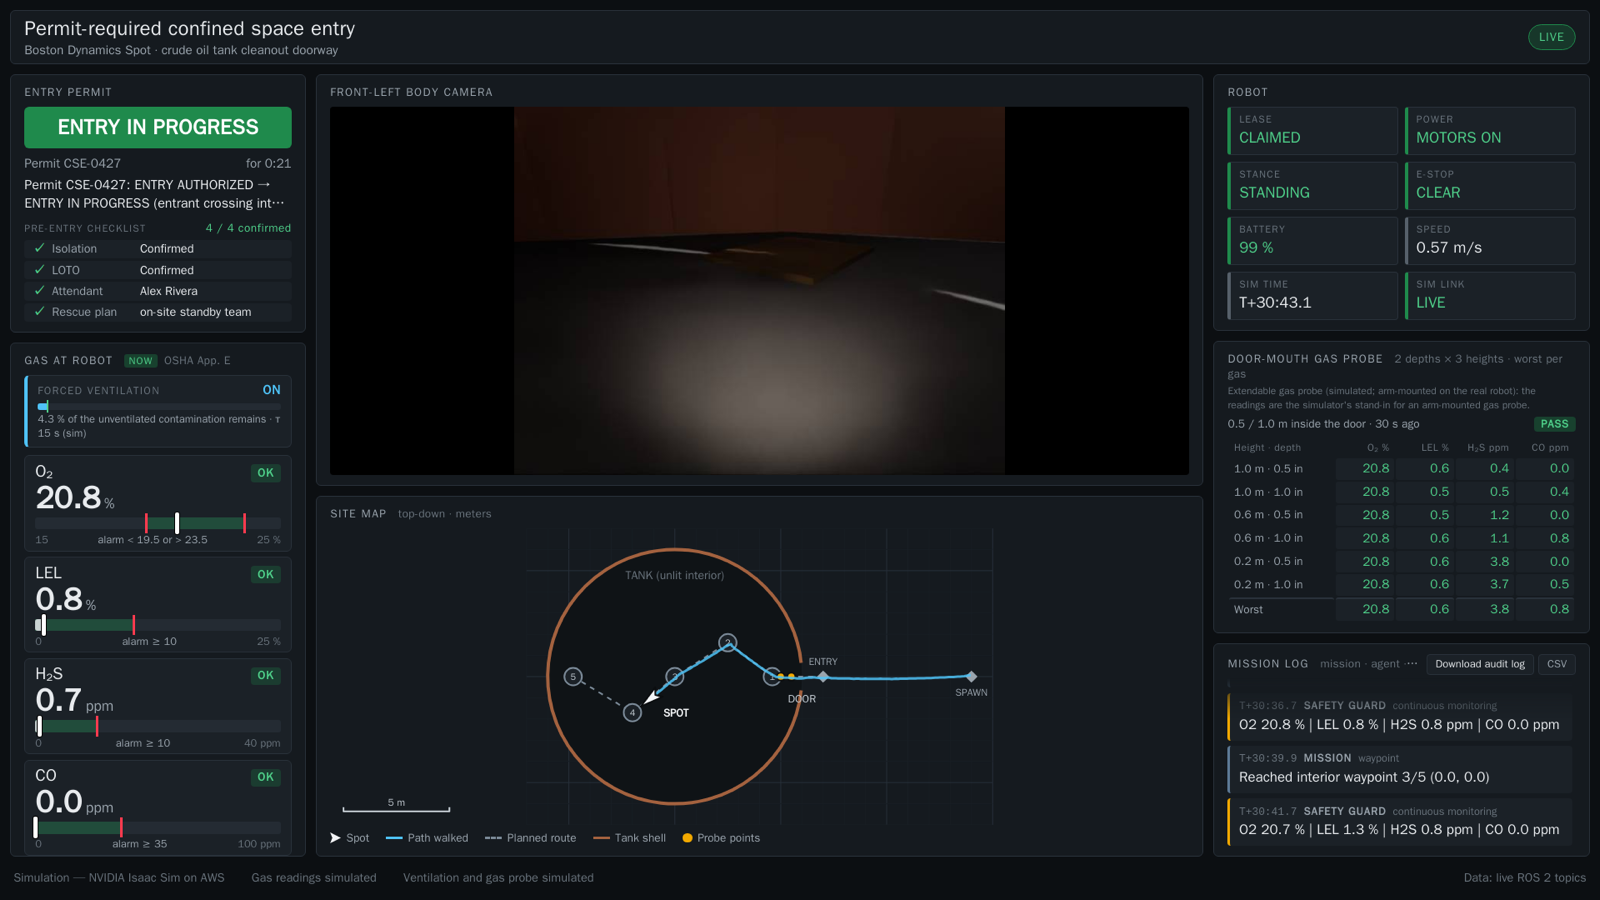 Permit-required confined space entry
Boston Dynamics Spot · crude oil tank cleanout doorway
LIVE
ENTRY PERMIT
ENTRY IN PROGRESS
Permit CSE-0427
for 0:21
Permit CSE-0427: ENTRY AUTHORIZED →
ENTRY IN PROGRESS (entrant crossing int···
PRE-ENTRY CHECKLIST
4 / 4 confirmed
✓ Isolation Confirmed
✓ LOTO Confirmed
✓ Attendant Alex Rivera
✓ Rescue plan on-site standby team
GAS AT ROBOT NOW OSHA App. E
FORCED VENTILATION ON
4.3 % of the unventilated contamination remains · τ
15 s (sim)
O₂ OK
20.8 %
15 alarm < 19.5 or > 23.5 25 %
LEL OK
0.8 %
0 alarm ≥ 10 25 %
H₂S OK
0.7 ppm
0 alarm ≥ 10 40 ppm
CO OK
0.0 ppm
0 alarm ≥ 35 100 ppm
FRONT-LEFT BODY CAMERA
SITE MAP top-down · meters
TANK (unlit interior)
2
ENTRY
5
3
1
DOOR
SPAWN
4
SPOT
5 m
Spot Path walked Planned route Tank shell Probe points
ROBOT
LEASE
CLAIMED
POWER
MOTORS ON
STANCE
STANDING
E-STOP
CLEAR
BATTERY
99 %
SPEED
0.57 m/s
SIM TIME
T+30:43.1
SIM LINK
LIVE
DOOR-MOUTH GAS PROBE 2 depths × 3 heights · worst per
gas
Extendable gas probe (simulated; arm-mounted on the real robot): the
readings are the simulator's stand-in for an arm-mounted gas probe.
0.5 / 1.0 m inside the door · 30 s ago PASS
Height · depth O₂ % LEL % H₂S ppm CO ppm
1.0 m · 0.5 in 20.8 0.6 0.4 0.0
1.0 m · 1.0 in 20.8 0.5 0.5 0.4
0.6 m · 0.5 in 20.8 0.5 1.2 0.0
0.6 m · 1.0 in 20.8 0.6 1.1 0.8
0.2 m · 0.5 in 20.8 0.6 3.8 0.0
0.2 m · 1.0 in 20.8 0.6 3.7 0.5
Worst 20.8 0.6 3.8 0.8
MISSION LOG mission · agent ··· Download audit log CSV
T+30:36.7 SAFETY GUARD continuous monitoring
O2 20.8 % | LEL 0.8 % | H2S 0.8 ppm | CO 0.0 ppm
T+30:39.9 MISSION waypoint
Reached interior waypoint 3/5 (0.0, 0.0)
T+30:41.7 SAFETY GUARD continuous monitoring
O2 20.7 % | LEL 1.3 % | H2S 0.8 ppm | CO 0.0 ppm
Simulation — NVIDIA Isaac Sim on AWS
Gas readings simulated
Ventilation and gas probe simulated
Data: live ROS 2 topics